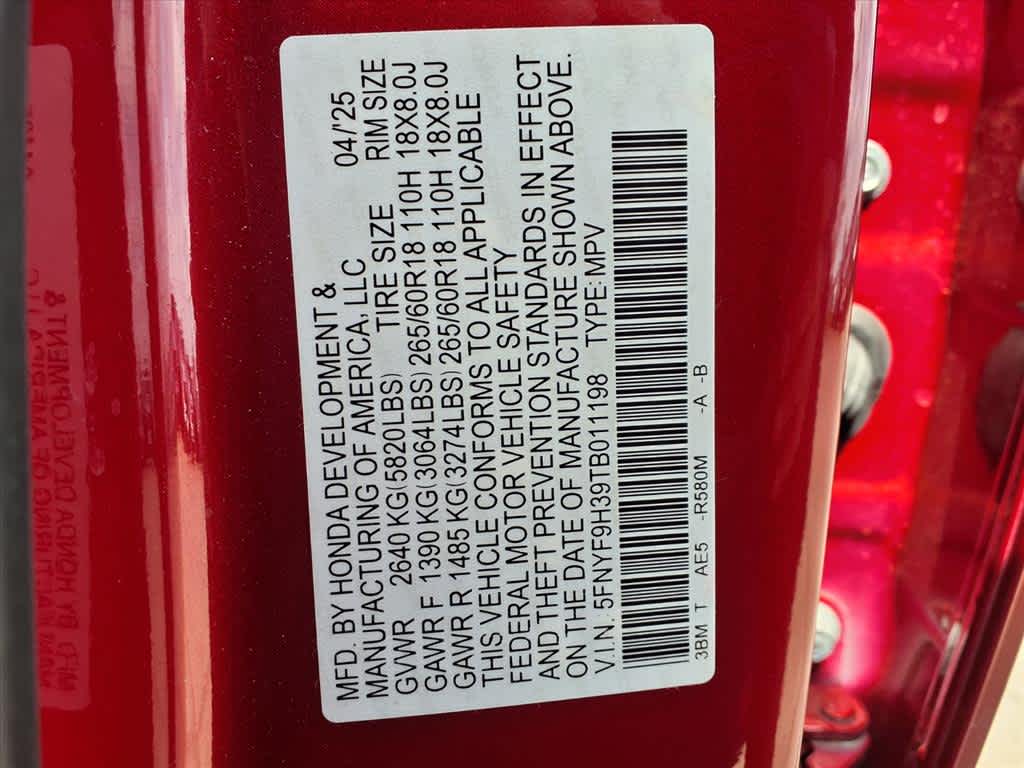 MFD. BY HONDA DEVELOPMENT & 04/'25
MANUFACTURING OF AMERICA, LLC
TIRE SIZE RIM SIZE
GVWR 2640 KG(5820LBS)
GAWR F 1390 KG(3064LBS) 265/60R18 110H 18X8.0J
GAWR R 1485 KG(3274LBS) 265/60R18 110H 18X8.0J
THIS VEHICLE CONFORMS TO ALL APPLICABLE
FEDERAL MOTOR VEHICLE SAFETY
AND THEFT PREVENTION STANDARDS IN EFFECT
ON THE DATE OF MANUFACTURE SHOWN ABOVE.
V.I.N.:5FNYF9H39TB011198 TYPE:MPV
3BM T AE5 -R580M -A -B